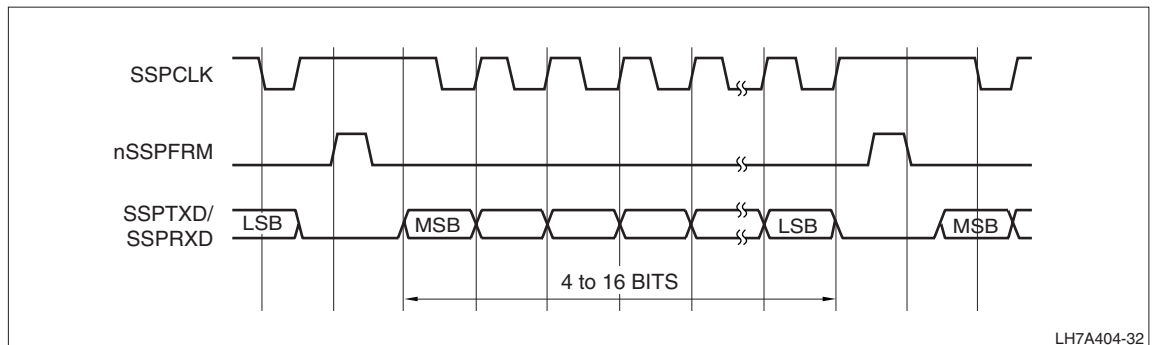 SSPCLK
nSSPFRM
SSPTXD/
SSPRXD
LSB
MSB
LSB
MSB
4 to 16 BITS
LH7A404-32